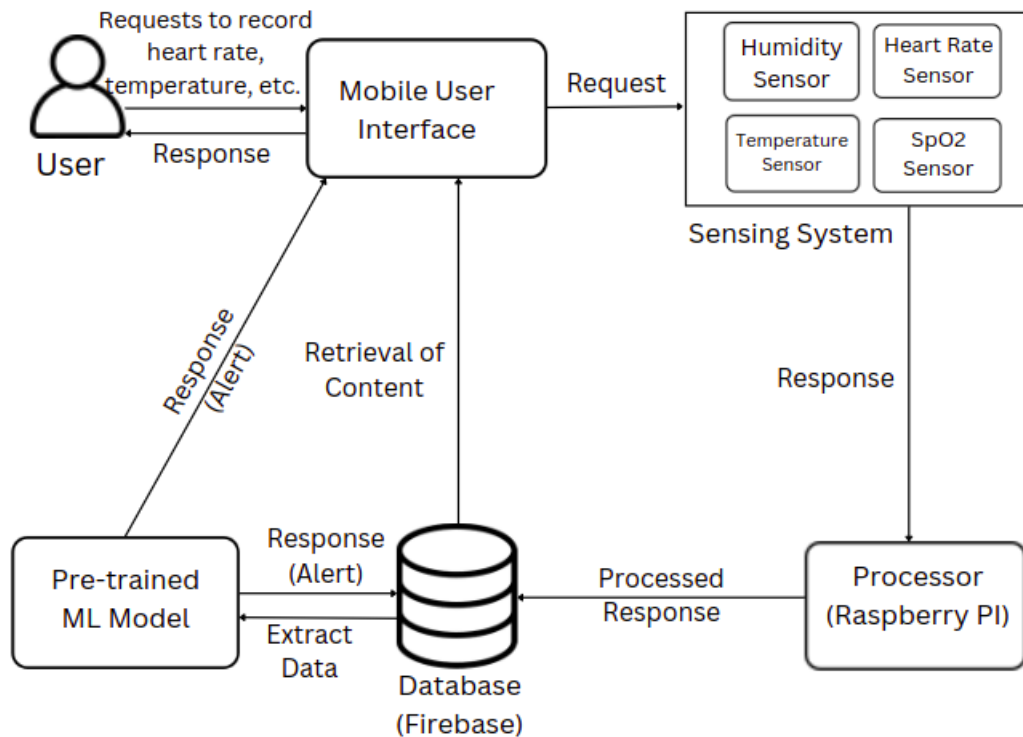 Requests to record
heart rate,
temperature, etc.
User
Response
Mobile User
Interface
Request
Humidity
Sensor
Heart Rate
Sensor
Temperature
Sensor
SpO2
Sensor
Sensing System
Response
(Alert)
Retrieval of
Content
Response
Pre-trained
ML Model
Response
(Alert)
Extract
Data
Database
(Firebase)
Processed
Response
Processor
(Raspberry PI)